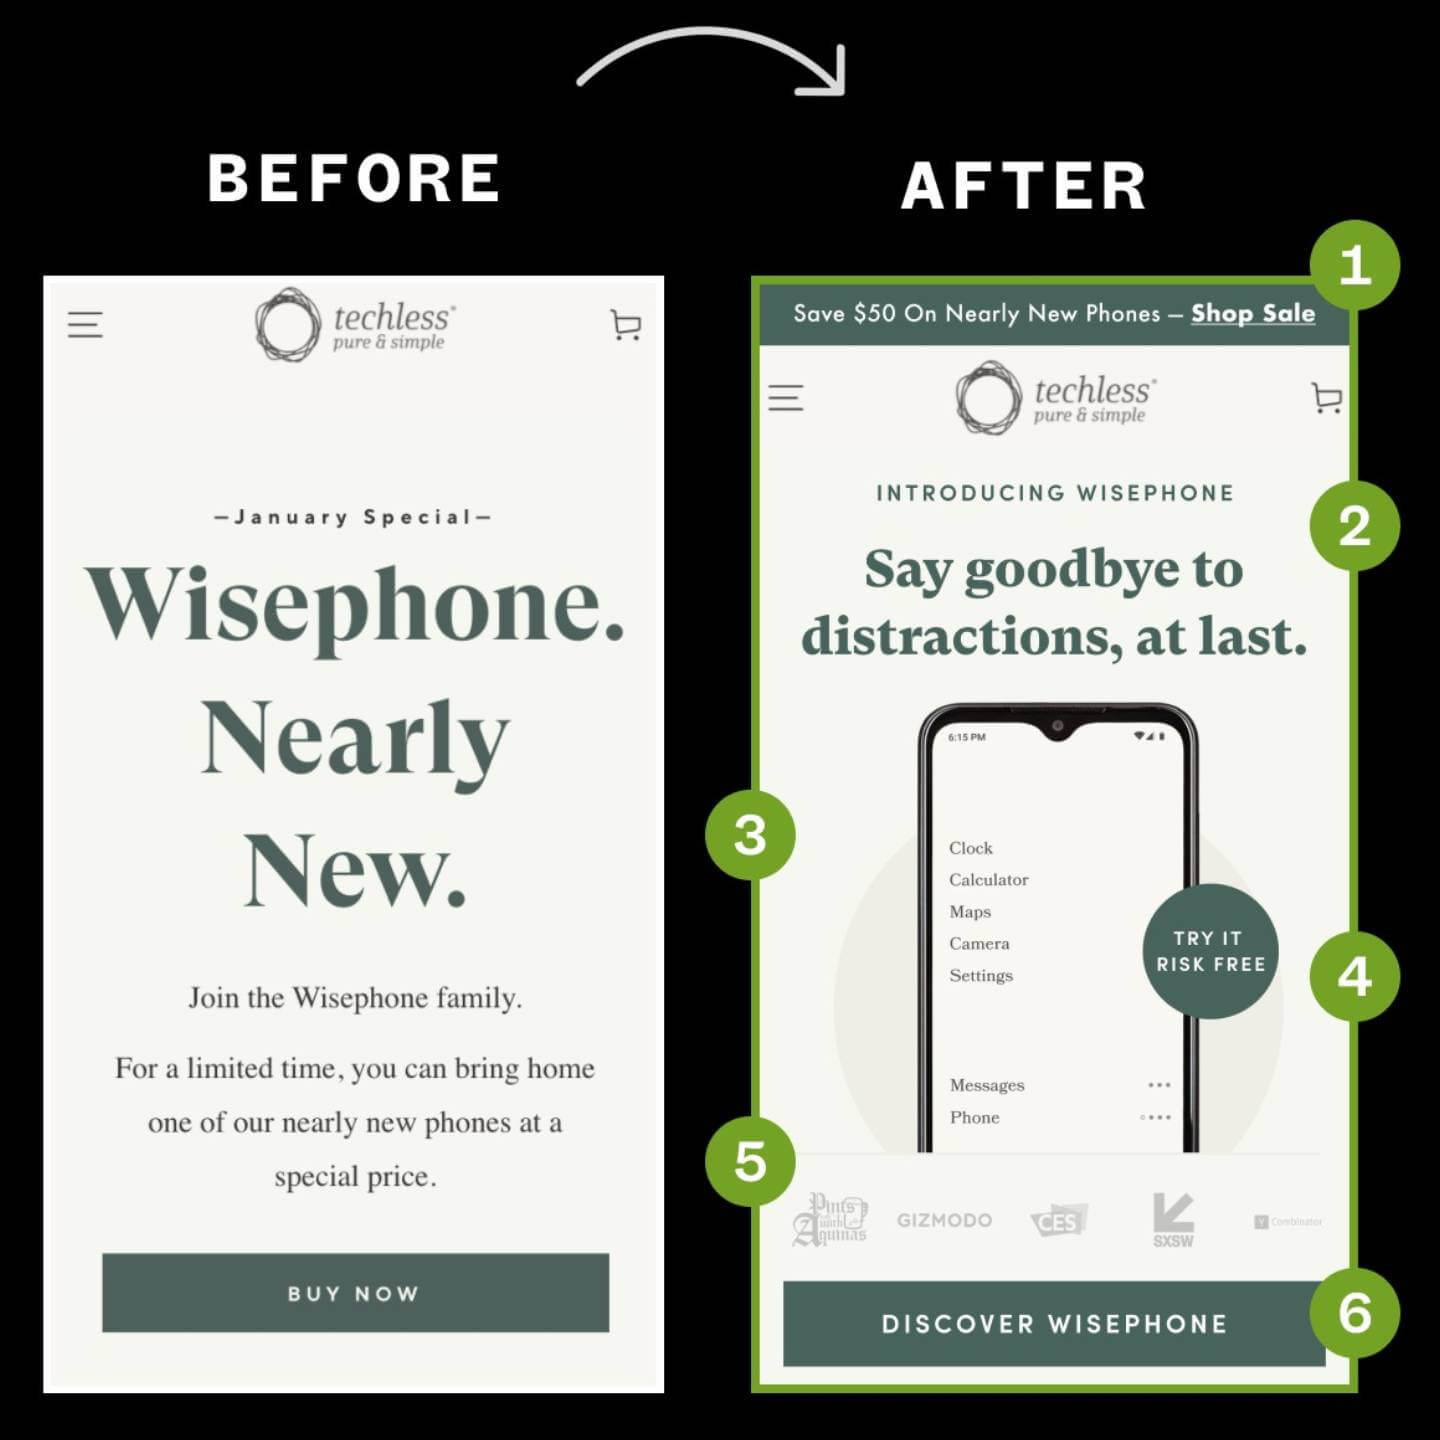 BEFORE
AFTER
techless®
pure & simple
—January Special—
Wisephone.
Nearly
New.
Join the Wisephone family.
For a limited time, you can bring home
one of our nearly new phones at a
special price.
BUY NOW
1
Save $50 On Nearly New Phones – Shop Sale
techless®
pure & simple
INTRODUCING WISEPHONE
2
Say goodbye to
distractions, at last.
6:15 PM
3
Clock
Calculator
Maps
Camera
Settings
TRY IT
RISK FREE
4
Messages
Phone
5
Pints
with
Aquinas
GIZMODO
CES
SXSW
Y Combinator
DISCOVER WISEPHONE
6